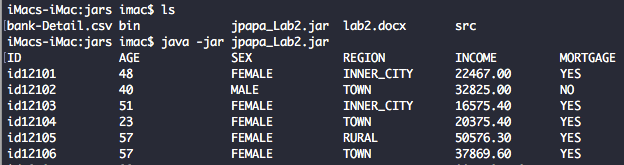 iMacs-iMac:jars imac$ ls
bank-Detail.csv bin jpapa_Lab2.jar lab2.docx src
iMacs-iMac:jars imac$ java -jar jpapa_Lab2.jar
ID AGE SEX REGION INCOME MORTGAGE
id12101 48 FEMALE INNER_CITY 22467.00 YES
id12102 40 MALE TOWN 32825.00 NO
id12103 51 FEMALE INNER_CITY 16575.40 YES
id12104 23 FEMALE TOWN 20375.40 YES
id12105 57 FEMALE RURAL 50576.30 YES
id12106 57 FEMALE TOWN 37869.60 YES